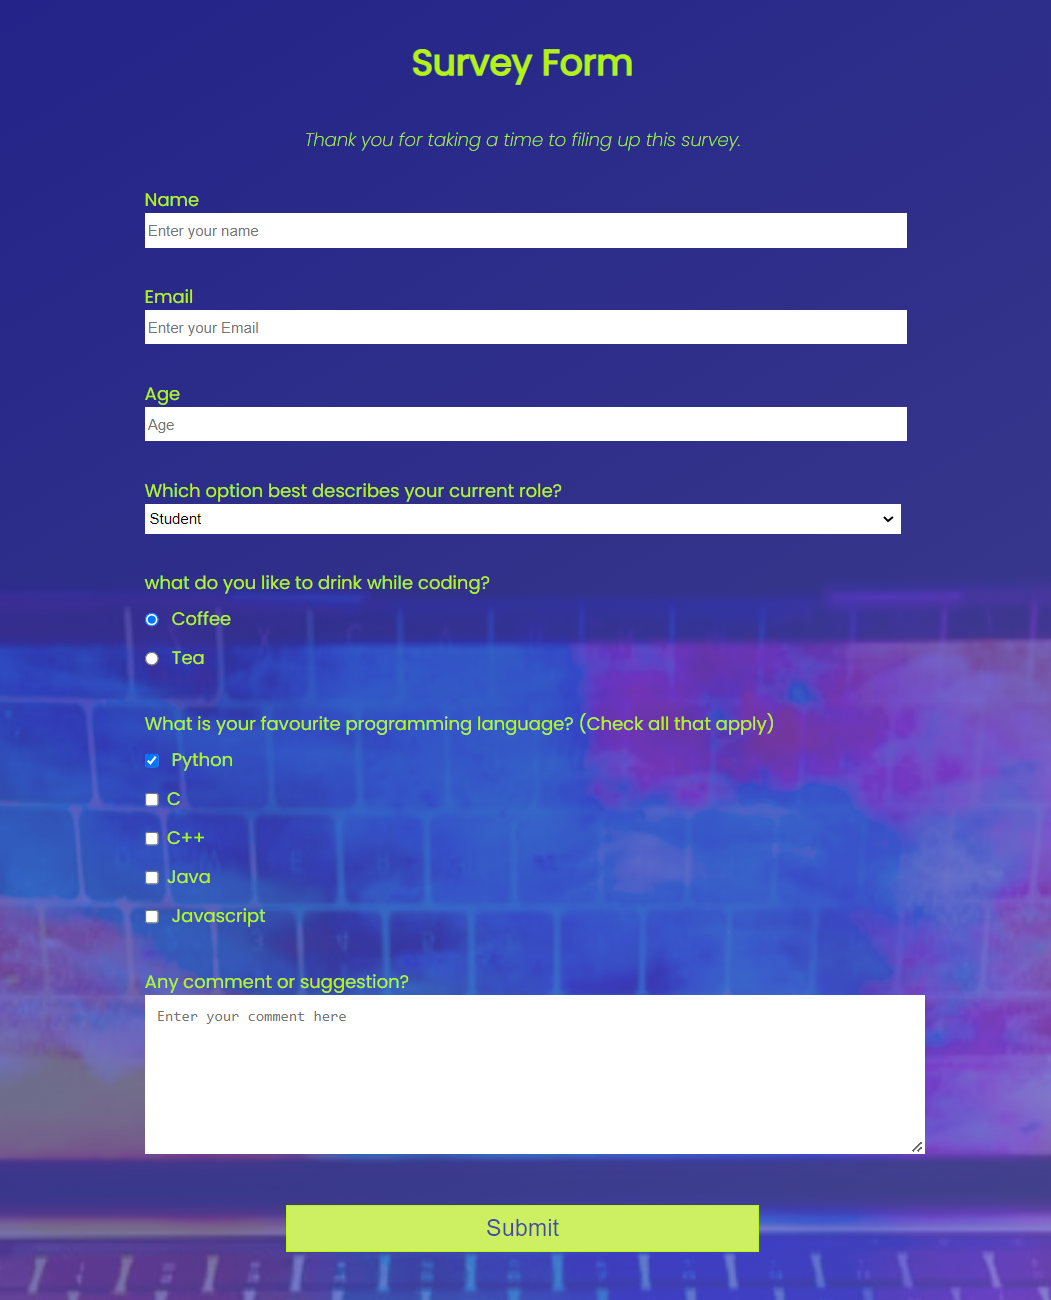 Survey Form
Thank you for taking a time to filing up this survey.
Name
Enter your name
Email
Enter your Email
Age
Age
Which option best describes your current role?
Student
what do you like to drink while coding?
Coffee
Tea
What is your favourite programming language? (Check all that apply)
Python
C
C++
Java
Javascript
Any comment or suggestion?
Enter your comment here
Submit